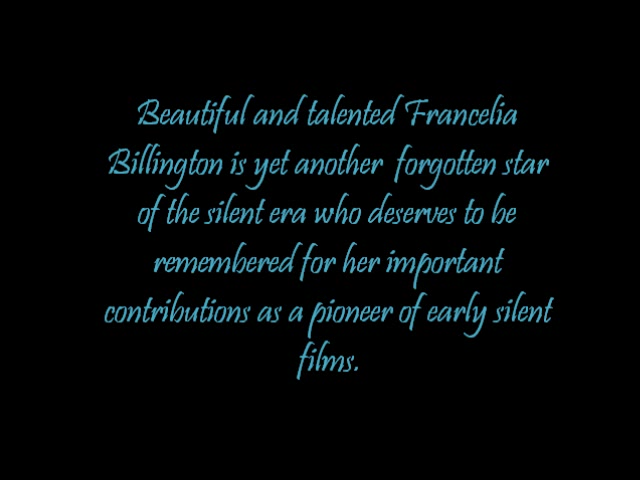 Beautiful and talented Francelia
Billington is yet another forgotten star
of the silent era who deserves to be
remembered for her important
contributions as a pioneer of early silent
films.